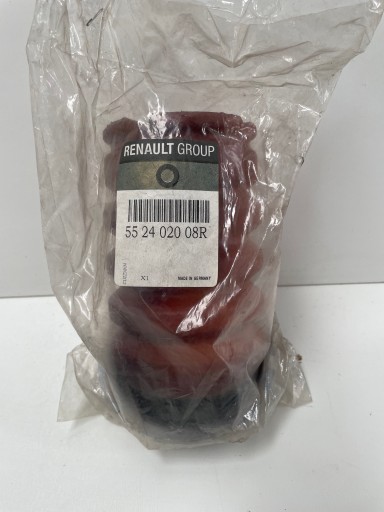 RENAULT GROUP
55 24 020 08R
X1
MADE IN GERMANY